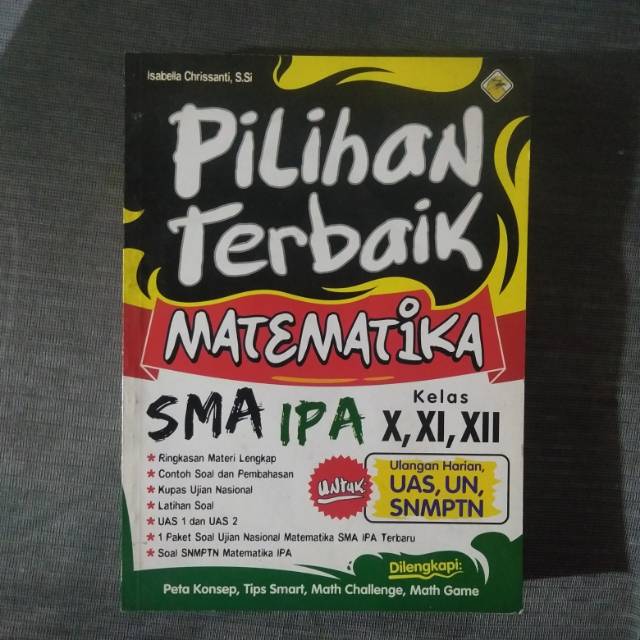 Isabella Chrissanti, S.Si
PiLihaN
Terbaik
MATEMATiKA
SMA IPA
Kelas
X, XI, XII
* Ringkasan Materi Lengkap
* Contoh Soal dan Pembahasan
* Kupas Ujian Nasional
* Latihan Soal
* UAS 1 dan UAS 2
* 1 Paket Soal Ujian Nasional Matematika SMA IPA Terbaru
* Soal SNMPTN Matematika IPA
untuk
Ulangan Harian,
UAS, UN,
SNMPTN
Dilengkapi:
Peta Konsep, Tips Smart, Math Challenge, Math Game